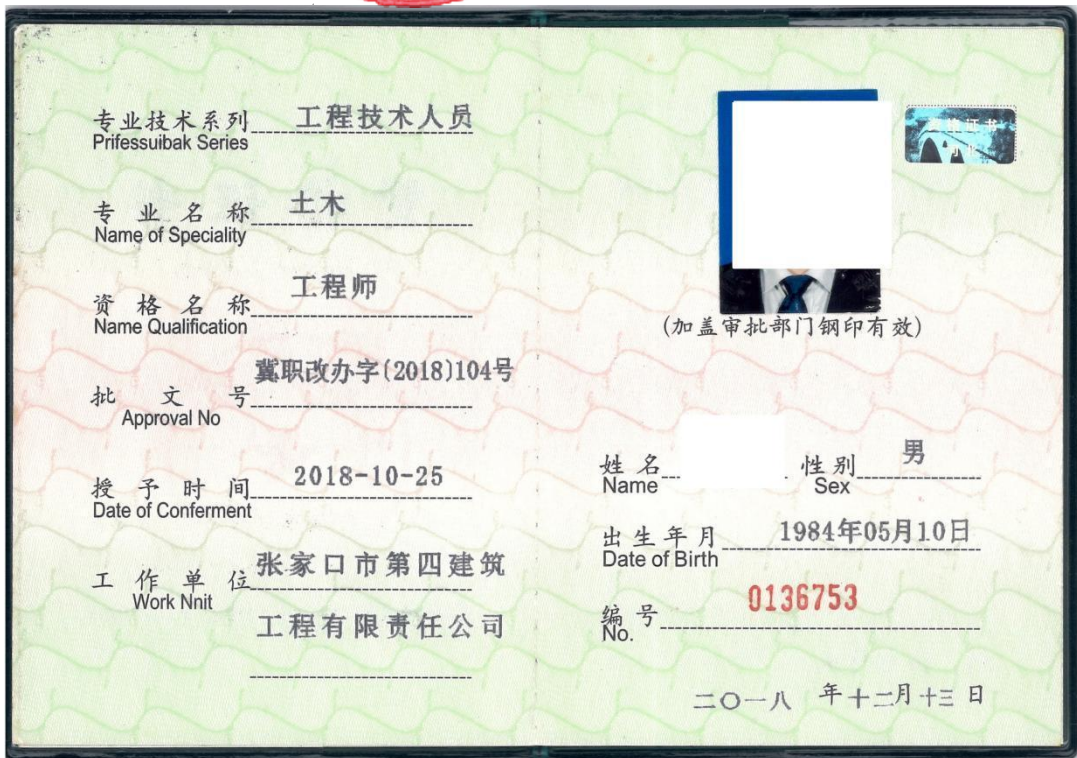 专业技术系列 工程技术人员
Prifessuibak Series
专业名称 土木
Name of Speciality
资格名称 工程师
Name Qualification
批文号 冀职改办字(2018)104号
Approval No
授予时间 2018-10-25
Date of Conferment
工作单位 张家口市第四建筑
Work Nnit
工程有限责任公司
(加盖审批部门钢印有效)
姓名 性别 男
Name Sex
出生年月 1984年05月10日
Date of Birth
编号 0136753
No.
二〇一八 年十二月十三日